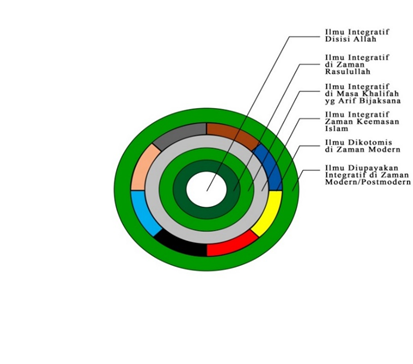 Ilmu Integratif
Disisi Allah
Ilmu Integratif
di Zaman
Rasulullah
Ilmu Integratif
di Masa Khalifah
yg Arif Bijaksana
Ilmu Integratif
Zaman Keemasan
Islam
Ilmu Dikotomis
di Zaman Modern
Ilmu Diupayakan
Integratif di Zaman
Modern/Postmodern